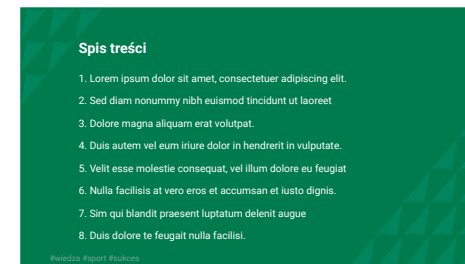 Spis treści
1. Lorem ipsum dolor sit amet, consectetuer adipiscing elit.
2. Sed diam nonummy nibh euismod tincidunt ut laoreet
3. Dolore magna aliquam erat volutpat.
4. Duis autem vel eum iriure dolor in hendrerit in vulputate.
5. Velit esse molestie consequat, vel illum dolore eu feugiat
6. Nulla facilisis at vero eros et accumsan et iusto dignis.
7. Sim qui blandit praesent luptatum delenit augue
8. Duis dolore te feugait nulla facilisi.
#wiedza #sport #sukces